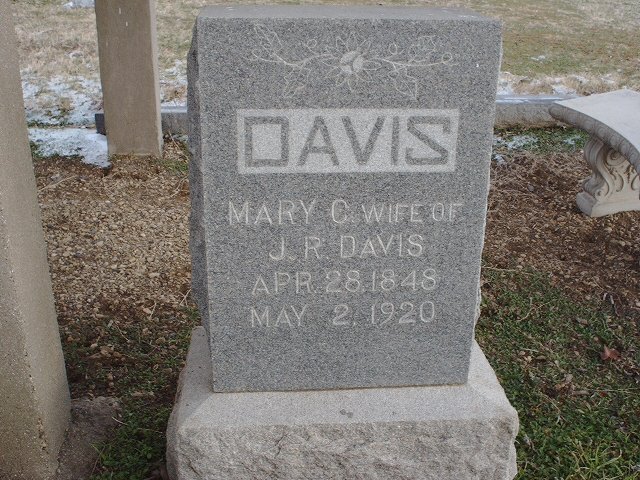 DAVIS
MARY C. WIFE OF
J. R. DAVIS
APR. 28. 1848
MAY 2, 1920